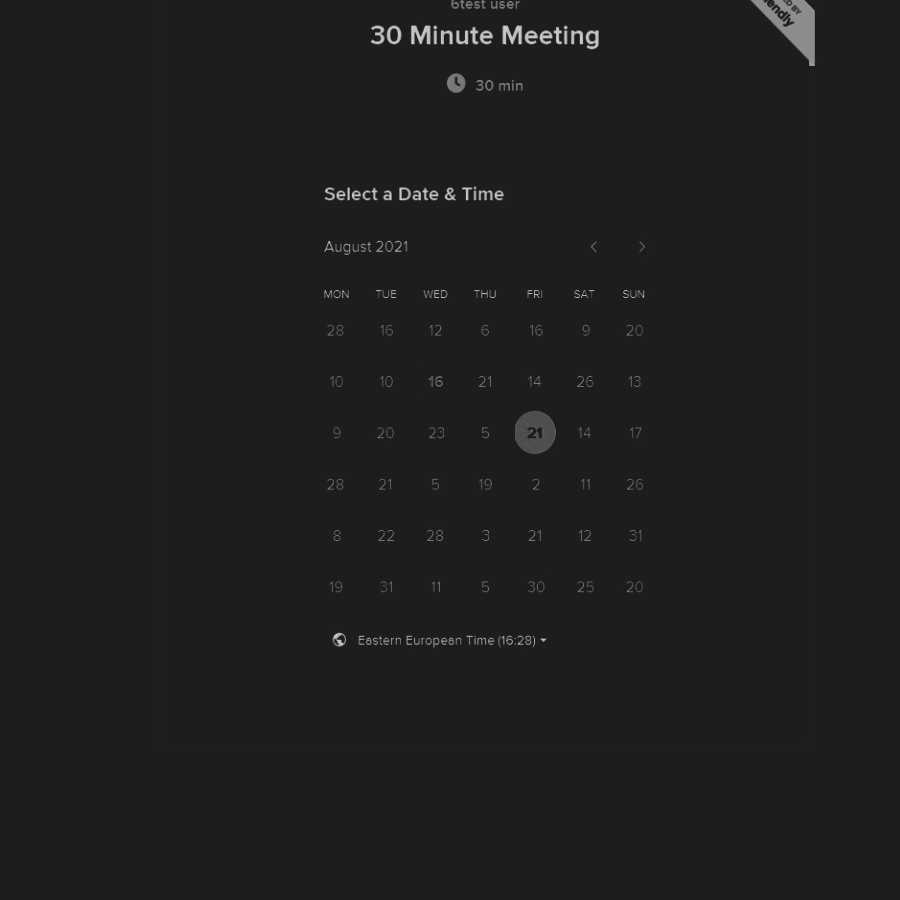 6test user
30 Minute Meeting
30 min
endly
Select a Date & Time
August 2021
MON TUE WED THU FRI SAT SUN
28 16 12 6 16 9 20
10 10 16 21 14 26 13
9 20 23 5 21 14 17
28 21 5 19 2 11 26
8 22 28 3 21 12 31
19 31 11 5 30 25 20
Eastern European Time (16:28)